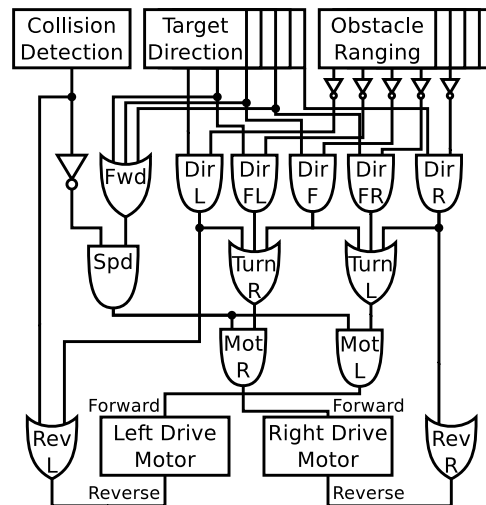 Collision
Detection
Target
Direction
Obstacle
Ranging
Fwd
Dir
L
Dir
FL
Dir
F
Dir
FR
Dir
R
Spd
Turn
R
Turn
L
Mot
R
Mot
L
Forward
Forward
Rev
L
Left Drive
Motor
Right Drive
Motor
Rev
R
Reverse
Reverse